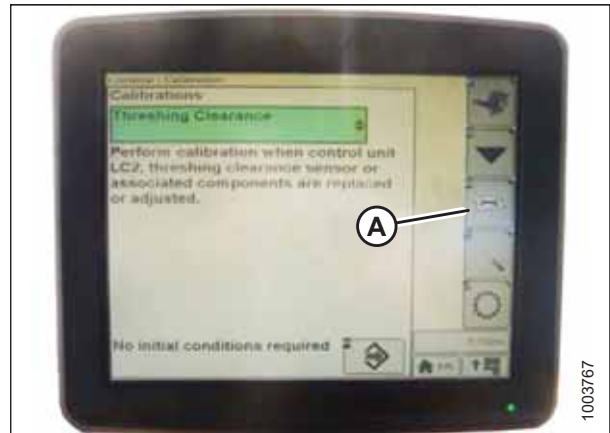 Calibrations
Threshing Clearance
Perform calibration when control unit
LC2, threshing clearance sensor or
associated components are replaced
or adjusted.
A
No initial conditions required
1003767